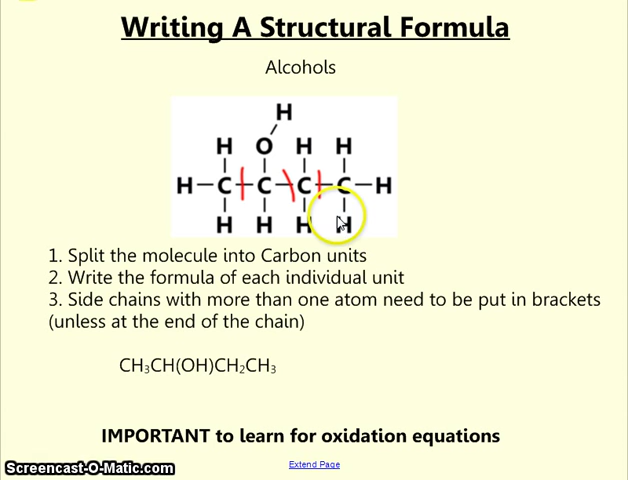 Writing A Structural Formula
Alcohols
H
H O H H
H-C-C-C-C-H
H H H H
1. Split the molecule into Carbon units
2. Write the formula of each individual unit
3. Side chains with more than one atom need to be put in brackets
(unless at the end of the chain)
CH₃CH(OH)CH₂CH₃
IMPORTANT to learn for oxidation equations
Extend Page
Screencast-O-Matic.com